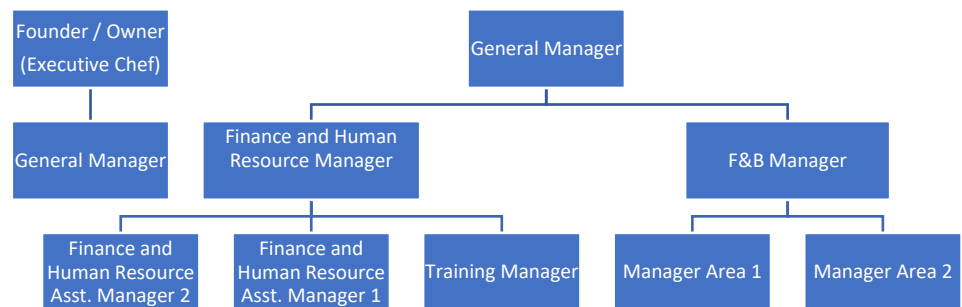 Founder / Owner
(Executive Chef)
General Manager
General Manager
Finance and Human
Resource Manager
F&B Manager
Finance and
Human Resource
Asst. Manager 2
Finance and
Human Resource
Asst. Manager 1
Training Manager
Manager Area 1
Manager Area 2